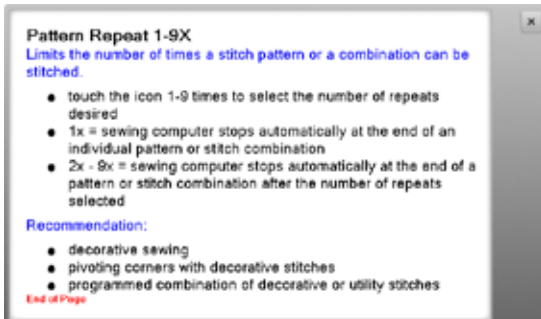 Pattern Repeat 1-9X
Limits the number of times a stitch pattern or a combination can be
stitched.
● touch the icon 1-9 times to select the number of repeats
desired
● 1x = sewing computer stops automatically at the end of an
individual pattern or stitch combination
● 2x - 9x = sewing computer stops automatically at the end of a
pattern or stitch combination after the number of repeats
selected
Recommendation:
● decorative sewing
● pivoting corners with decorative stitches
● programmed combination of decorative or utility stitches
End of Page